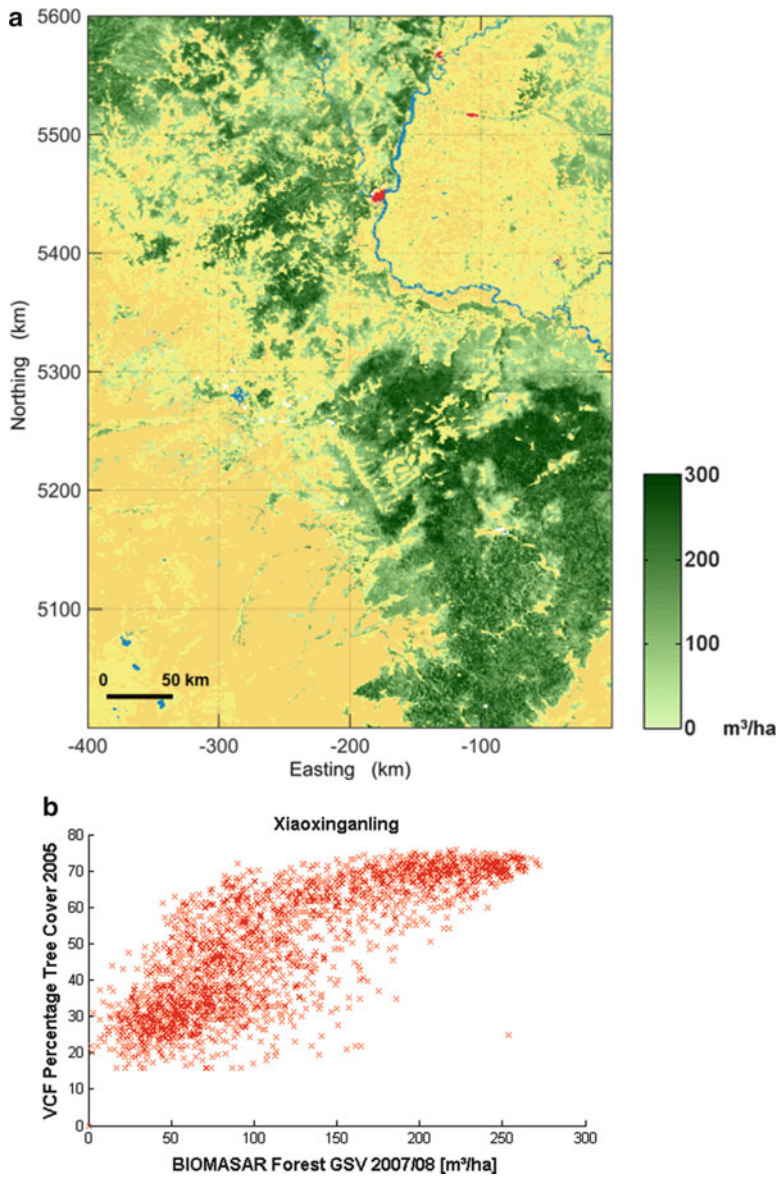 a
5600
5500
5400
5300
5200
5100
Northing (km)
0 50 km
-400 -300 -200 -100
Easting (km)
300
200
100
0 m³/ha
b
Xiaoxinganling
80
70
60
50
40
30
20
10
0
VCF Percentage Tree Cover 2005
0 50 100 150 200 250 300
BIOMASAR Forest GSV 2007/08 [m³/ha]